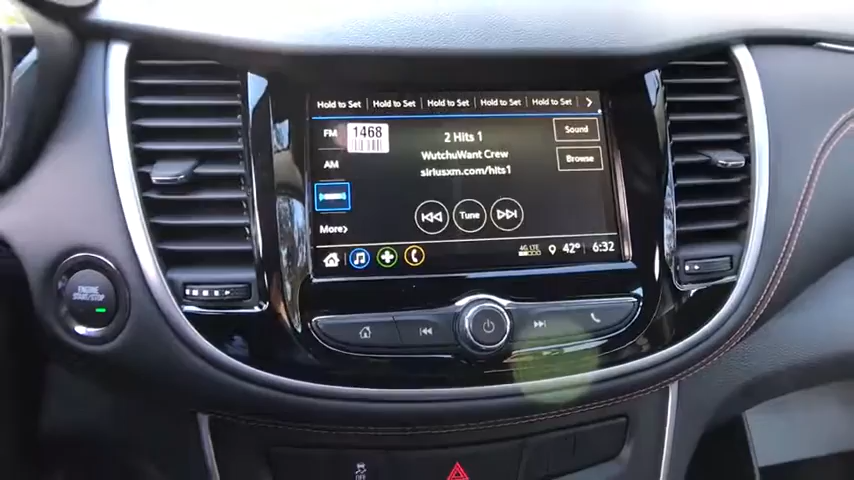 Hold to Set Hold to Set Hold to Set Hold to Set Hold to Set
FM
1468
2 Hits 1
Sound
AM
WutchuWant Crew
Browse
siriusxm.com/hits1
Tune
More
4G LTE
42°
6:32
ENGINE
START/STOP
OFF